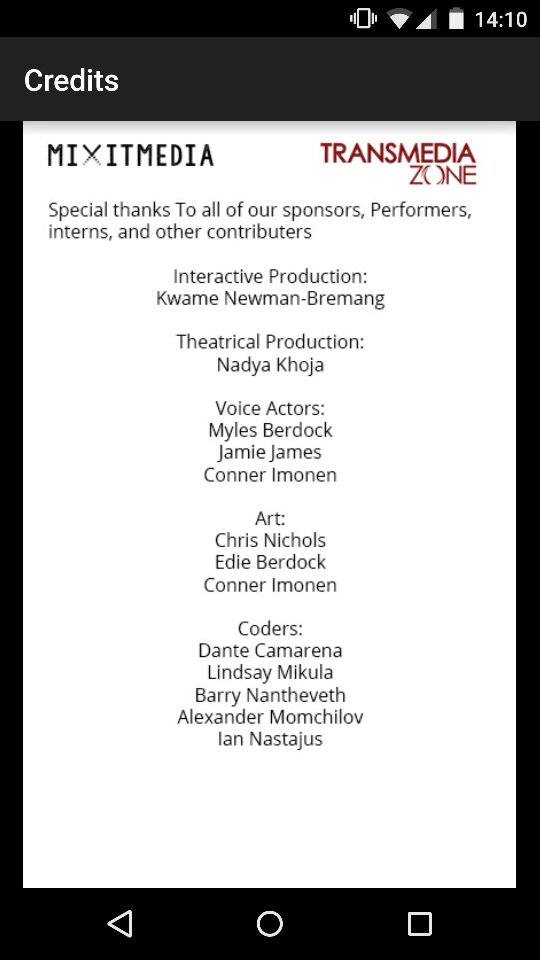 14:10
Credits
MIXITMEDIA
TRANSMEDIA
ZONE
Special thanks To all of our sponsors, Performers,
interns, and other contributers
Interactive Production:
Kwame Newman-Bremang
Theatrical Production:
Nadya Khoja
Voice Actors:
Myles Berdock
Jamie James
Conner Imonen
Art:
Chris Nichols
Edie Berdock
Conner Imonen
Coders:
Dante Camarena
Lindsay Mikula
Barry Nantheveth
Alexander Momchilov
Ian Nastajus